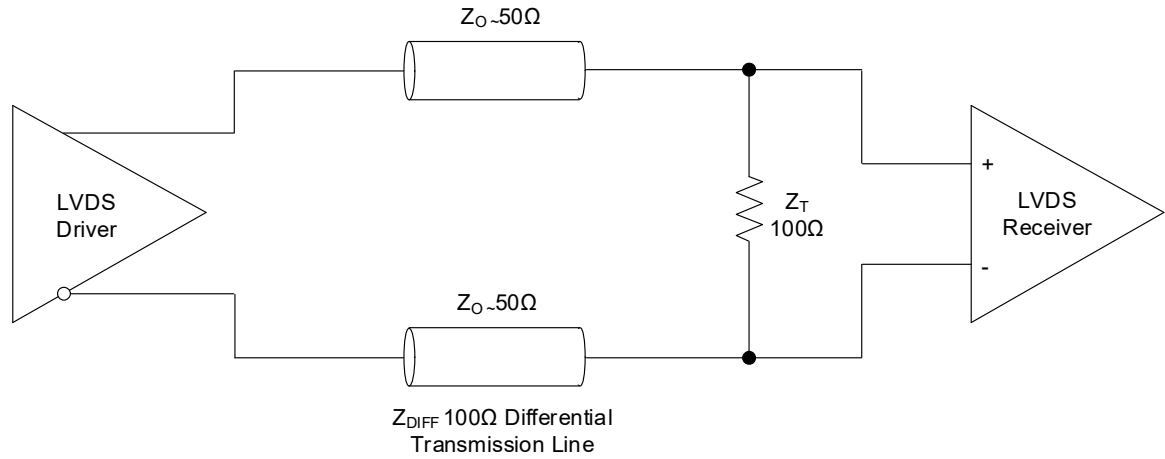 Z_O ~50Ω
LVDS
Driver
Z_T
100Ω
+
-
LVDS
Receiver
Z_O ~50Ω
Z_DIFF 100Ω Differential
Transmission Line